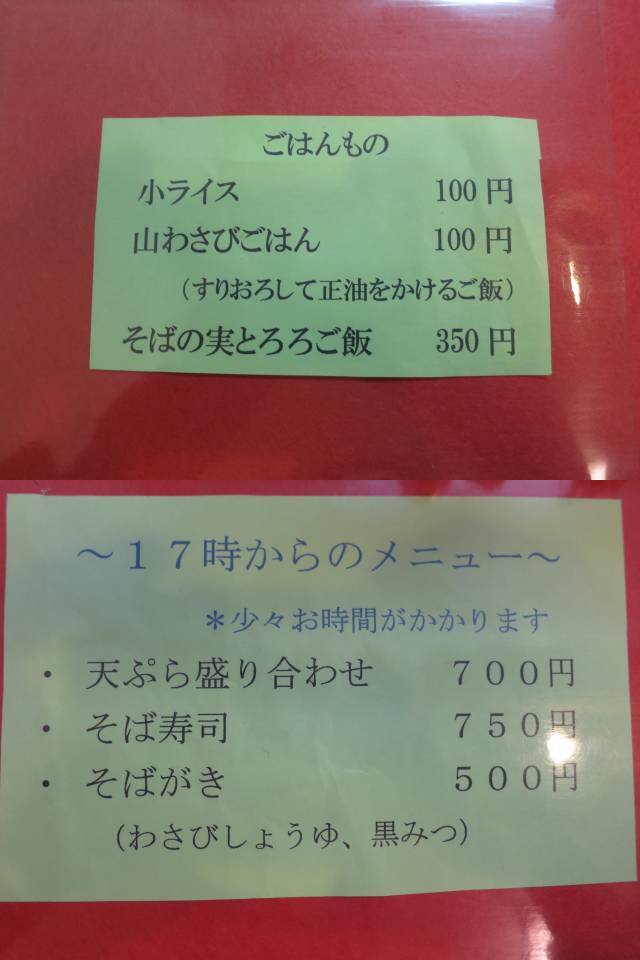 ごはんもの
小ライス 100円
山わさびごはん 100円
（すりおろして正油をかけるご飯）
そばの実とろろご飯 350円
～１７時からのメニュー～
＊少々お時間がかかります
・ 天ぷら盛り合わせ ７００円
・ そば寿司 ７５０円
・ そばがき ５００円
（わさびしょうゆ、黒みつ）